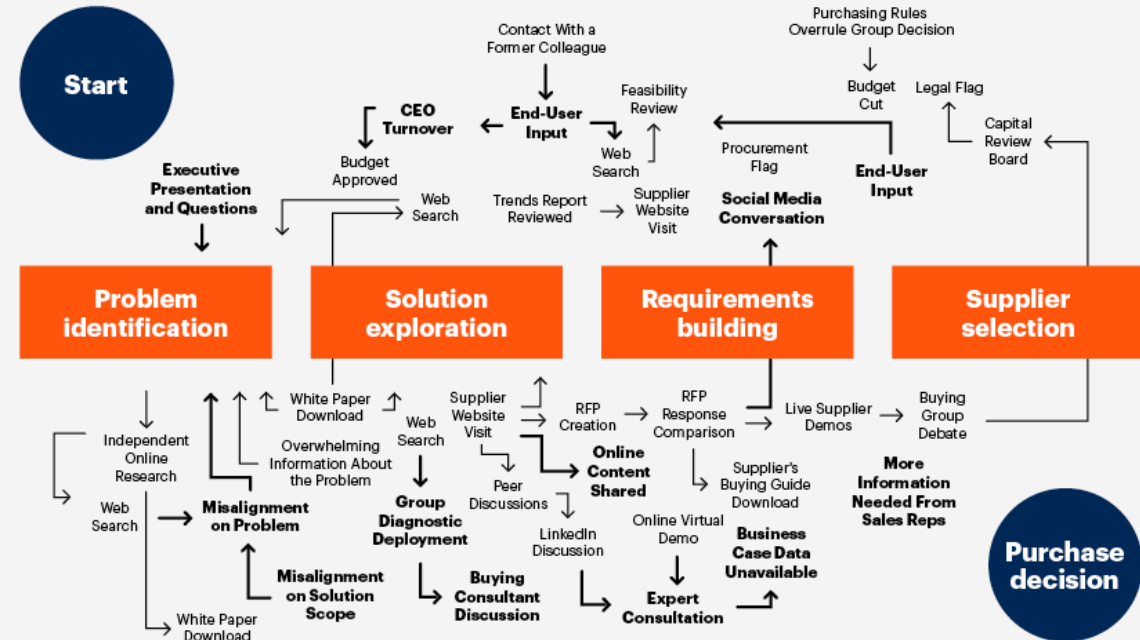 Start
Contact With a
Former Colleague
Purchasing Rules
Overrule Group Decision
CEO
Turnover
End-User
Input
Feasibility
Review
Budget
Cut
Legal Flag
Capital
Review
Board
Budget
Approved
Web
Search
Procurement
Flag
End-User
Input
Executive
Presentation
and Questions
Web
Search
Trends Report
Reviewed
Supplier
Website
Visit
Social Media
Conversation
Problem
identification
Solution
exploration
Requirements
building
Supplier
selection
White Paper
Download
Web
Search
Supplier
Website
Visit
RFP
Creation
RFP
Response
Comparison
Live Supplier
Demos
Buying
Group
Debate
Independent
Online
Research
Overwhelming
Information About
the Problem
Online
Content
Shared
Supplier's
Buying Guide
Download
More
Information
Needed From
Sales Reps
Web
Search
Misalignment
on Problem
Group
Diagnostic
Deployment
Peer
Discussions
LinkedIn
Discussion
Online Virtual
Demo
Business
Case Data
Unavailable
Purchase
decision
Misalignment
on Solution
Scope
Buying
Consultant
Discussion
Expert
Consultation
White Paper
Download